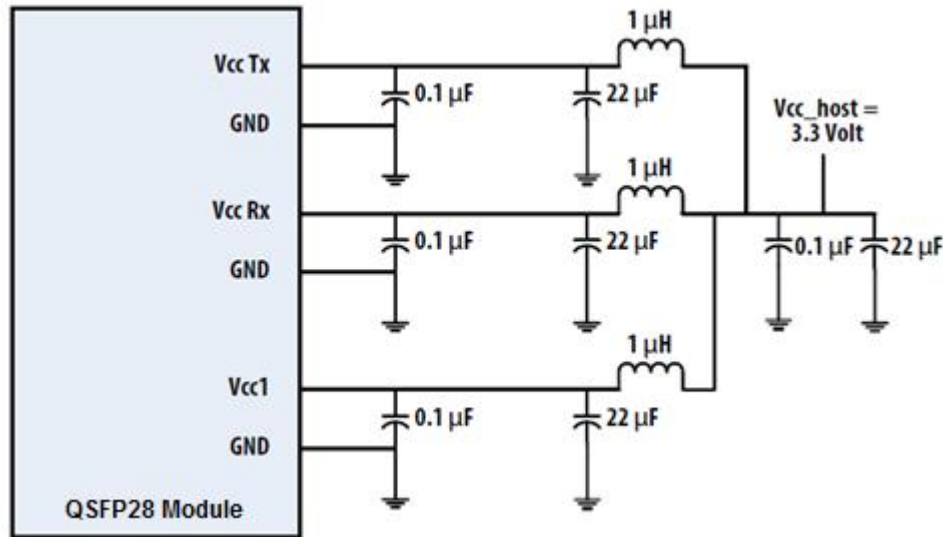 1 μH
Vcc Tx
0.1 μF
22 μF
GND
Vcc_host =
3.3 Volt
1 μH
Vcc Rx
0.1 μF
22 μF
0.1 μF
22 μF
GND
1 μH
Vcc1
0.1 μF
22 μF
GND
QSFP28 Module